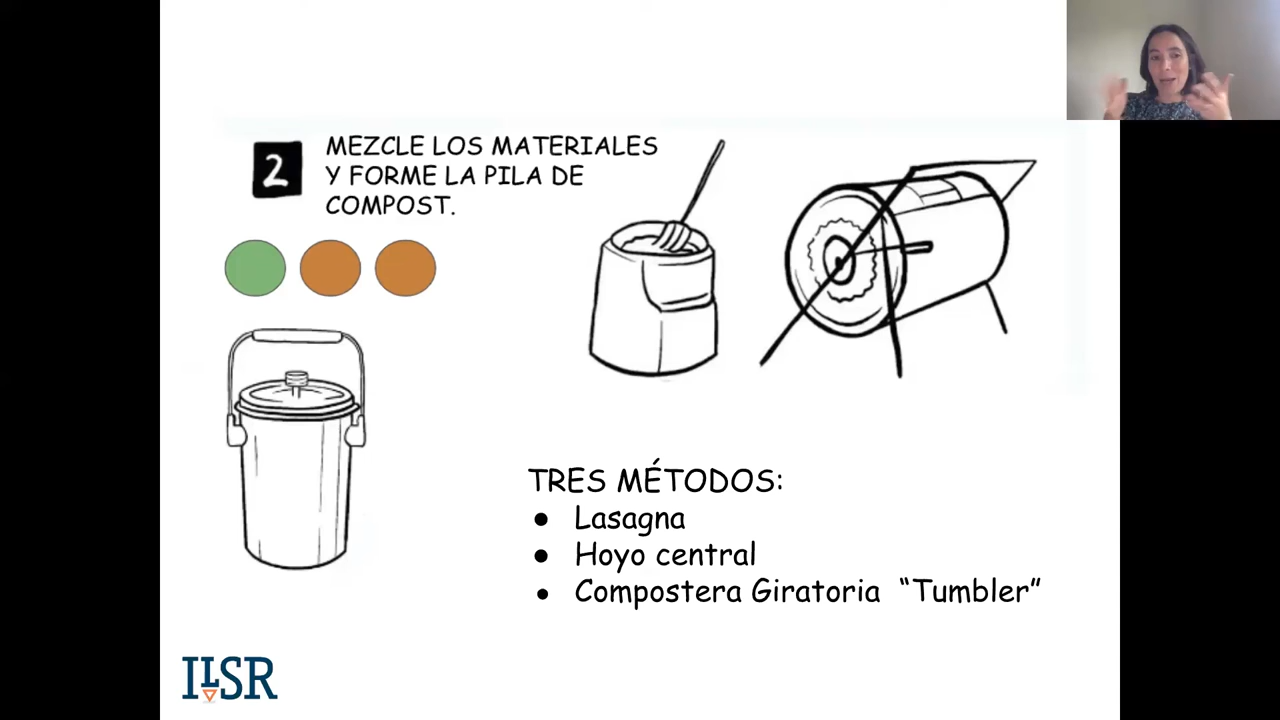 2
MEZCLE LOS MATERIALES
Y FORME LA PILA DE
COMPOST.
TRES MÉTODOS:
● Lasagna
● Hoyo central
● Compostera Giratoria “Tumbler”
ILSR